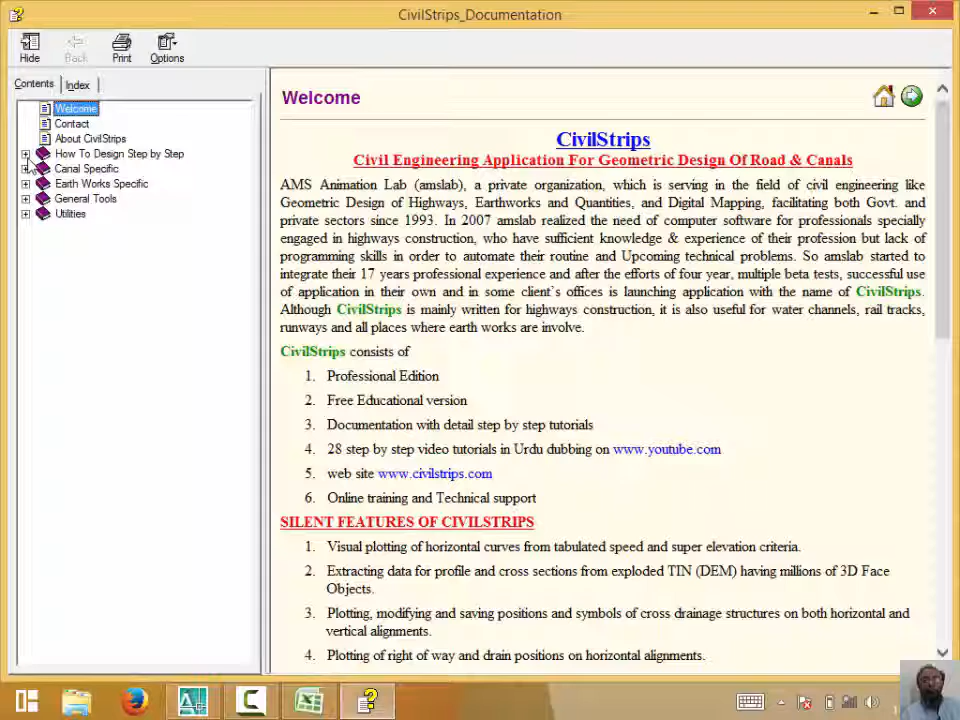 CivilStrips_Documentation
Hide Back Print Options
Contents Index
Welcome
Contact
About CivilStrips
How To Design Step by Step
Canal Specific
Earth Works Specific
General Tools
Utilities
Welcome
CivilStrips
Civil Engineering Application For Geometric Design Of Road & Canals
AMS Animation Lab (amslab), a private organization, which is serving in the field of civil engineering like
Geometric Design of Highways, Earthworks and Quantities, and Digital Mapping, facilitating both Govt. and
private sectors since 1993. In 2007 amslab realized the need of computer software for professionals specially
engaged in highways construction, who have sufficient knowledge & experience of their profession but lack of
programming skills in order to automate their routine and Upcoming technical problems. So amslab started to
integrate their 17 years professional experience and after the efforts of four year, multiple beta tests, successful use
of application in their own and in some client`s offices is launching application with the name of CivilStrips.
Although CivilStrips is mainly written for highways construction, it is also useful for water channels, rail tracks,
runways and all places where earth works are involve.
CivilStrips consists of
1. Professional Edition
2. Free Educational version
3. Documentation with detail step by step tutorials
4. 28 step by step video tutorials in Urdu dubbing on www.youtube.com
5. web site www.civilstrips.com
6. Online training and Technical support
SILENT FEATURES OF CIVILSTRIPS
1. Visual plotting of horizontal curves from tabulated speed and super elevation criteria.
2. Extracting data for profile and cross sections from exploded TIN (DEM) having millions of 3D Face
Objects.
3. Plotting, modifying and saving positions and symbols of cross drainage structures on both horizontal and
vertical alignments.
4. Plotting of right of way and drain positions on horizontal alignments.